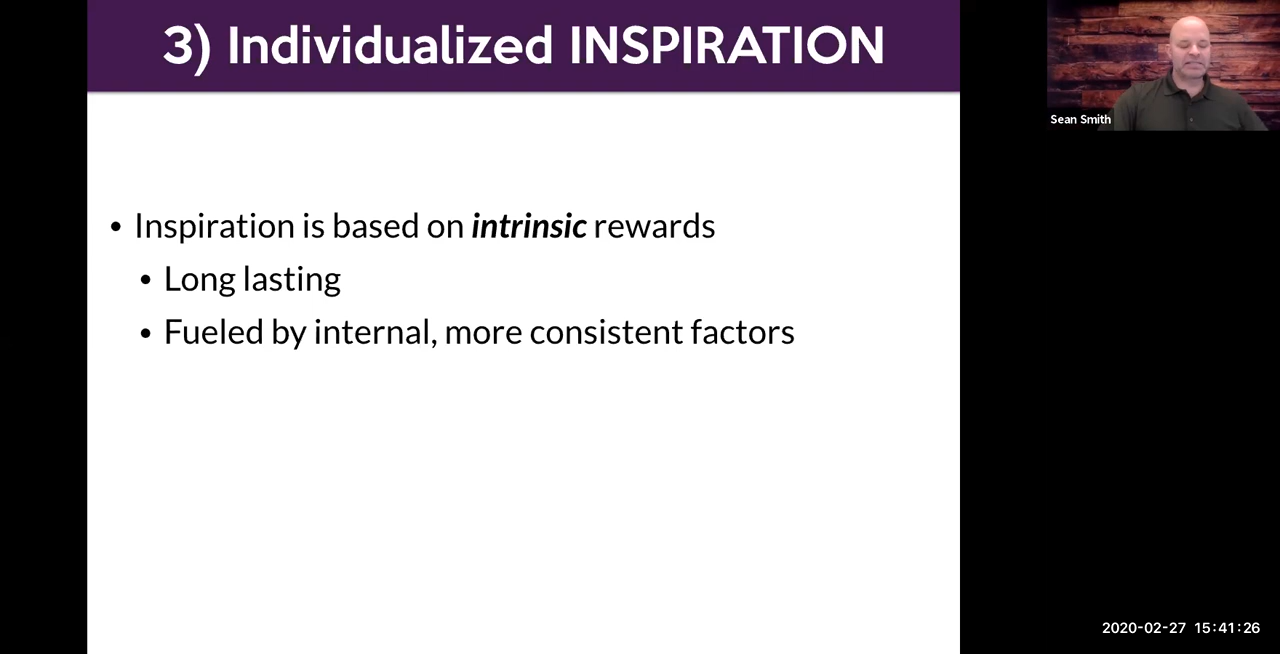 3) Individualized INSPIRATION
Sean Smith
• Inspiration is based on intrinsic rewards
• Long lasting
• Fueled by internal, more consistent factors
2020-02-27 15:41:26